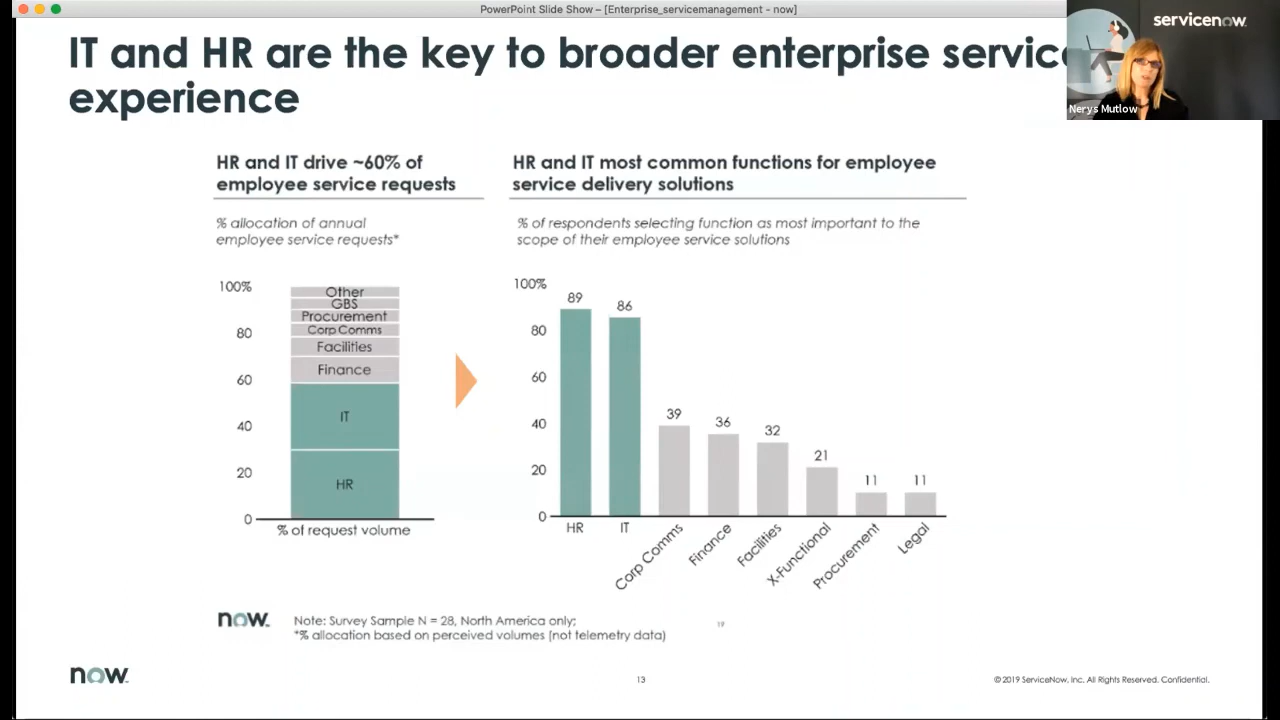 PowerPoint Slide Show – [Enterprise_servicemanagement - now]
servicenow.
Nerys Mutlow
IT and HR are the key to broader enterprise service
experience
HR and IT drive ~60% of
employee service requests
% allocation of annual
employee service requests*
100%
80
60
40
20
0
Other
GBS
Procurement
Corp Comms
Facilities
Finance
IT
HR
% of request volume
HR and IT most common functions for employee
service delivery solutions
% of respondents selecting function as most important to the
scope of their employee service solutions
100%
80
60
40
20
0
89
86
39
36
32
21
11
11
HR
IT
Corp Comms
Finance
Facilities
X-Functional
Procurement
Legal
now.
Note: Survey Sample N = 28, North America only;
*% allocation based on perceived volumes (not telemetry data)
now.
13
© 2019 ServiceNow, Inc. All Rights Reserved. Confidential.